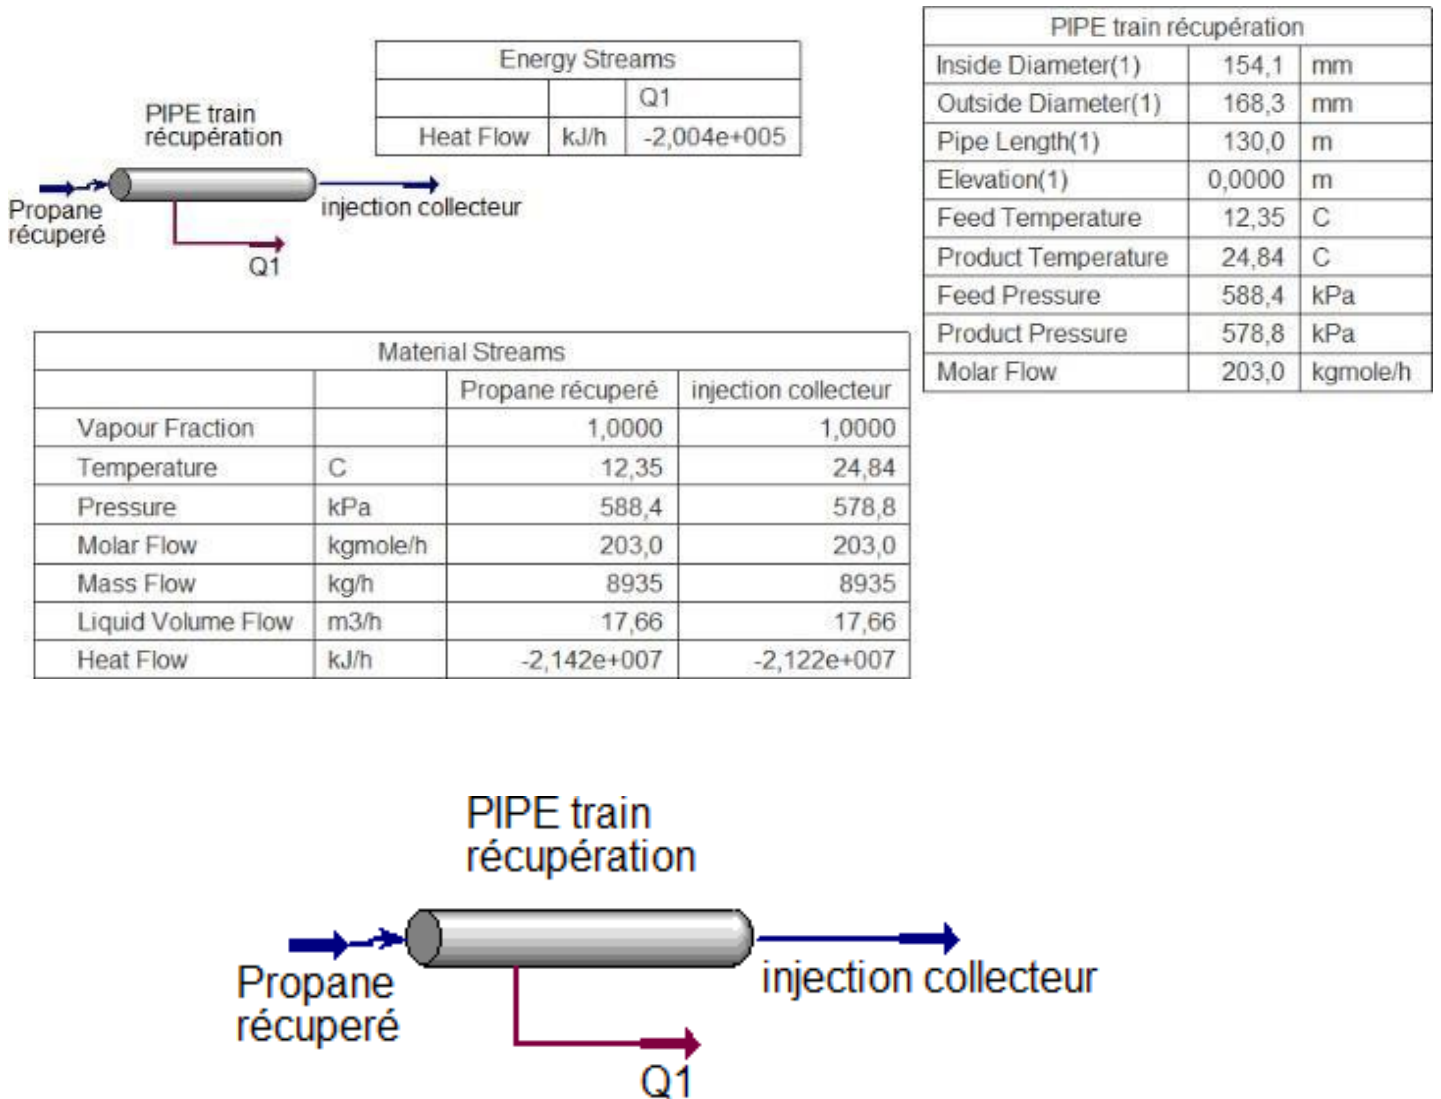 Energy Streams
Q1
Heat Flow kJ/h -2,004e+005
PIPE train
récupération
Propane
récuperé
injection collecteur
Q1
PIPE train récupération
Inside Diameter(1) 154,1 mm
Outside Diameter(1) 168,3 mm
Pipe Length(1) 130,0 m
Elevation(1) 0,0000 m
Feed Temperature 12,35 C
Product Temperature 24,84 C
Feed Pressure 588,4 kPa
Product Pressure 578,8 kPa
Molar Flow 203,0 kgmole/h
Material Streams
Propane récuperé injection collecteur
Vapour Fraction 1,0000 1,0000
Temperature C 12,35 24,84
Pressure kPa 588,4 578,8
Molar Flow kgmole/h 203,0 203,0
Mass Flow kg/h 8935 8935
Liquid Volume Flow m3/h 17,66 17,66
Heat Flow kJ/h -2,142e+007 -2,122e+007
PIPE train
récupération
Propane
récuperé
injection collecteur
Q1